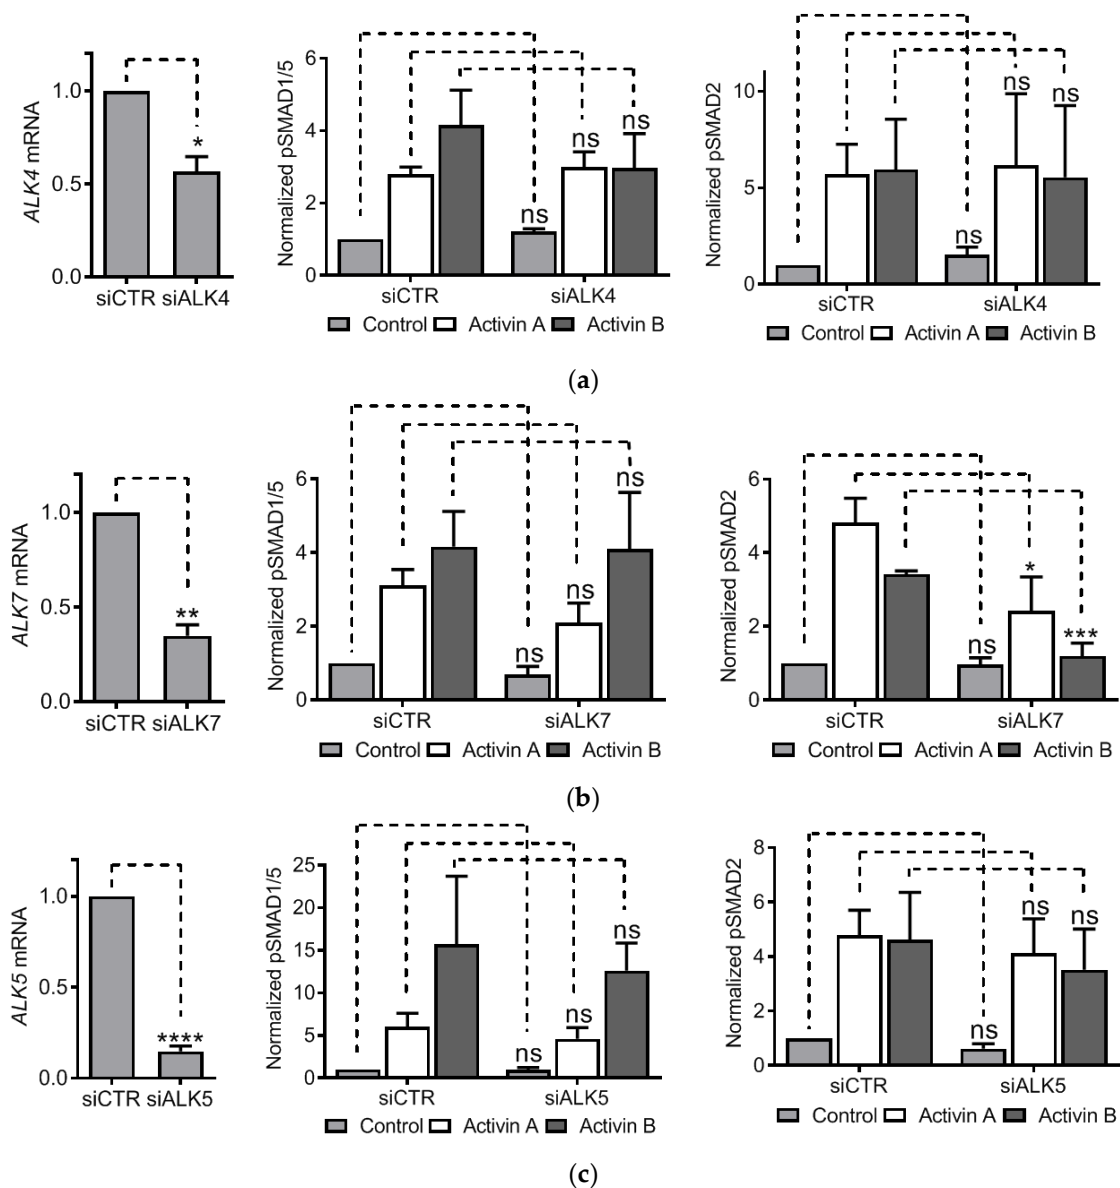 ALK4 mRNA
1.0
0.5
0.0
*
siCTR siALK4
Normalized pSMAD1/5
6
4
2
0
ns
ns
ns
siCTR siALK4
Control Activin A Activin B
Normalized pSMAD2
10
5
0
ns
ns
ns
siCTR siALK4
Control Activin A Activin B
(a)
ALK7 mRNA
1.0
0.5
0.0
**
siCTR siALK7
Normalized pSMAD1/5
6
4
2
0
ns
ns
ns
siCTR siALK7
Control Activin A Activin B
Normalized pSMAD2
6
4
2
0
ns
*
***
siCTR siALK7
Control Activin A Activin B
(b)
ALK5 mRNA
1.0
0.5
0.0
****
siCTR siALK5
Normalized pSMAD1/5
25
20
15
10
5
0
ns
ns
ns
siCTR siALK5
Control Activin A Activin B
Normalized pSMAD2
8
6
4
2
0
ns
ns
ns
siCTR siALK5
Control Activin A Activin B
(c)